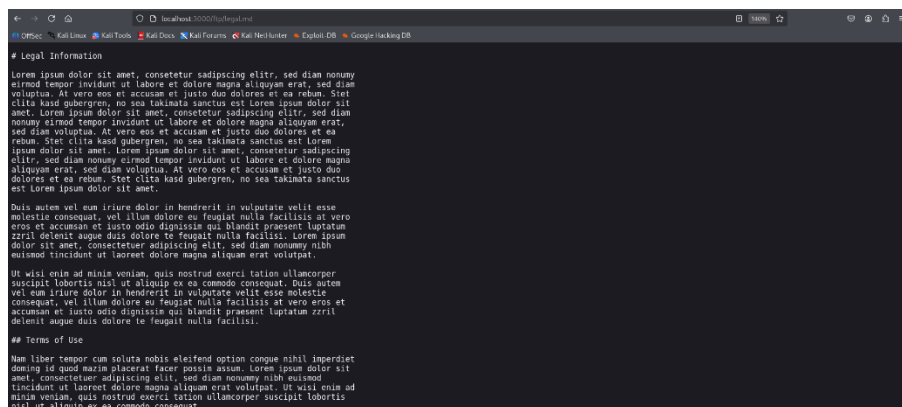 localhost:3000/ftp/legal.md
140%
OffSec Kali Linux Kali Tools Kali Docs Kali Forums Kali NetHunter Exploit-DB Google Hacking DB
# Legal Information
Lorem ipsum dolor sit amet, consetetur sadipscing elitr, sed diam nonumy
eirmod tempor invidunt ut labore et dolore magna aliquyam erat, sed diam
voluptua. At vero eos et accusam et justo duo dolores et ea rebum. Stet
clita kasd gubergren, no sea takimata sanctus est Lorem ipsum dolor sit
amet. Lorem ipsum dolor sit amet, consetetur sadipscing elitr, sed diam
nonumy eirmod tempor invidunt ut labore et dolore magna aliquyam erat,
sed diam voluptua. At vero eos et accusam et justo duo dolores et ea
rebum. Stet clita kasd gubergren, no sea takimata sanctus est Lorem
ipsum dolor sit amet. Lorem ipsum dolor sit amet, consetetur sadipscing
elitr, sed diam nonumy eirmod tempor invidunt ut labore et dolore magna
aliquyam erat, sed diam voluptua. At vero eos et accusam et justo duo
dolores et ea rebum. Stet clita kasd gubergren, no sea takimata sanctus
est Lorem ipsum dolor sit amet.
Duis autem vel eum iriure dolor in hendrerit in vulputate velit esse
molestie consequat, vel illum dolore eu feugiat nulla facilisis at vero
eros et accumsan et iusto odio dignissim qui blandit praesent luptatum
zzril delenit augue duis dolore te feugait nulla facilisi. Lorem ipsum
dolor sit amet, consectetuer adipiscing elit, sed diam nonummy nibh
euismod tincidunt ut laoreet dolore magna aliquam erat volutpat.
Ut wisi enim ad minim veniam, quis nostrud exerci tation ullamcorper
suscipit lobortis nisl ut aliquip ex ea commodo consequat. Duis autem
vel eum iriure dolor in hendrerit in vulputate velit esse molestie
consequat, vel illum dolore eu feugiat nulla facilisis at vero eros et
accumsan et iusto odio dignissim qui blandit praesent luptatum zzril
delenit augue duis dolore te feugait nulla facilisi.
## Terms of Use
Nam liber tempor cum soluta nobis eleifend option congue nihil imperdiet
doming id quod mazim placerat facer possim assum. Lorem ipsum dolor sit
amet, consectetuer adipiscing elit, sed diam nonummy nibh euismod
tincidunt ut laoreet dolore magna aliquam erat volutpat. Ut wisi enim ad
minim veniam, quis nostrud exerci tation ullamcorper suscipit lobortis
nisl ut aliquip ex ea commodo consequat.